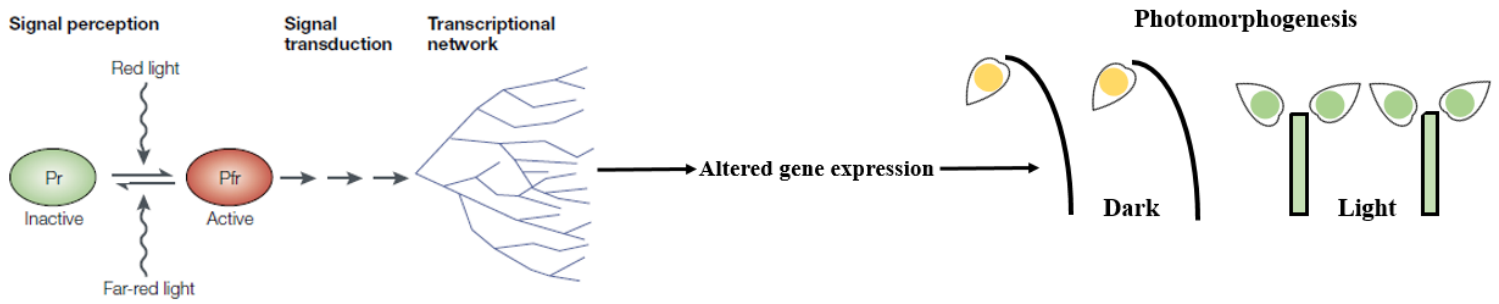 Signal perception
Signal
transduction
Transcriptional
network
Red light
Pr
Inactive
Pfr
Active
Far-red light
Altered gene expression
Photomorphogenesis
Dark
Light